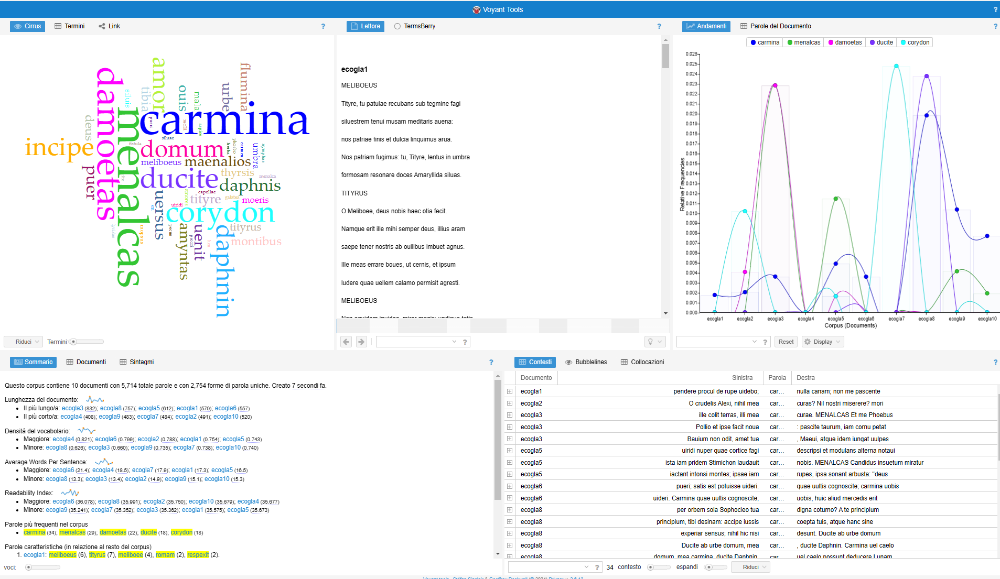 Voyant Tools
?
Cirrus Termini Link ?
Lettore TermsBerry ?
Andamenti Parole del Documento ?
carmina
menalcas
damoetas
corydon
daphnin
ducite
domum
incipe
amor
daphnis
maenalios
uersus
amyntas
uenit
puer
flumina
urbe
ouis
mala
tibia
siluis
deus
pueri
molli
siluae
fistula
meliboeus
phoebo
herba
carmen
umbra
nymphae
thyrsis
menalca
capellae
amores
uiridi
tityre
galatea
moeris
tityrus
montibus
mopsus
lycidas
pecus
pecori
heu
en
Riduci Termini:
ecogla1
MELIBOEUS
Tityre, tu patulae recubans sub tegmine fagi
siluestrem tenui musam meditaris auena:
nos patriae finis et dulcia linquimus arua.
Nos patriam fugimus: tu, Tityre, lentus in umbra
formosam resonare doces Amaryllida siluas.
TITYRUS
O Meliboee, deus nobis haec otia fecit.
Namque erit ille mihi semper deus, illius aram
saepe tener nostris ab ouilibus imbuet agnus.
Ille meas errare boues, ut cernis, et ipsum
ludere quae uellem calamo permisit agresti.
MELIBOEUS
Non equidem inuideo, miror magis: undique totis
?
carmina menalcas damoetas ducite corydon
Relative Frequencies
0.026
0.025
0.024
0.023
0.022
0.021
0.020
0.019
0.018
0.017
0.016
0.015
0.014
0.013
0.012
0.011
0.010
0.009
0.008
0.007
0.006
0.005
0.004
0.003
0.002
0.001
0.000
ecogla1 ecogla2 ecogla3 ecogla4 ecogla5 ecogla6 ecogla7 ecogla8 ecogla9 ecogla10
Corpus (Documents)
? Reset Display
Sommario Documenti Sintagmi ?
Questo corpus contiene 10 documenti con 5,714 totale parole e con 2,754 forme di parola uniche. Creato 7 secondi fa.
Lunghezza del documento:
Il più lungo/a: ecogla3 (832); ecogla8 (757); ecogla5 (612); ecogla1 (570); ecogla6 (557)
Il più corto/a: ecogla4 (408); ecogla9 (483); ecogla7 (484); ecogla2 (491); ecogla10 (520)
Densità del vocabolario:
Maggiore: ecogla4 (0.821); ecogla6 (0.799); ecogla2 (0.788); ecogla1 (0.754); ecogla5 (0.743)
Minore: ecogla8 (0.626); ecogla3 (0.660); ecogla9 (0.735); ecogla7 (0.738); ecogla10 (0.740)
Average Words Per Sentence:
Maggiore: ecogla6 (21.4); ecogla4 (18.5); ecogla7 (17.9); ecogla1 (17.3); ecogla5 (16.5)
Minore: ecogla8 (13.3); ecogla3 (13.4); ecogla2 (14.9); ecogla9 (15.1); ecogla10 (15.3)
Readability Index:
Maggiore: ecogla6 (36.078); ecogla8 (35.991); ecogla2 (35.750); ecogla10 (35.679); ecogla4 (35.677)
Minore: ecogla9 (35.241); ecogla7 (35.352); ecogla3 (35.362); ecogla1 (35.575); ecogla5 (35.673)
Parole più frequenti nel corpus
carmina (34); menalcas (29); damoetas (22); ducite (18); corydon (18)
Parole caratteristiche (in relazione al resto del corpus)
1. ecogla1: meliboeus (6), tityrus (7), meliboee (4), romam (2), respexit (2).
voci:
Contesti Bubblelines Collocazioni ?
Documento Sinistra Parola Destra
ecogla1 pendere procul de rupe uidebo; car... nulla canam; non me pascente
ecogla2 O crudelis Alexi, nihil mea car... curas? Nil nostri miserere? mori
ecogla3 ille colit terras, illi mea car... curae. MENALCAS Et me Phoebus
ecogla3 Pollio et ipse facit noua car... : pascite taurum, iam cornu petat
ecogla3 Bauium non odit, amet tua car... , Maeui, atque idem iungat uulpes
ecogla5 uiridi nuper quae cortice fagi car... descripsi et modulans alterna notaui
ecogla5 ista iam pridem Stimichon laudauit car... nobis. MENALCAS Candidus insuetum miratur
ecogla5 iactant intonsi montes; ipsae iam car... rupes, ipsa sonant arbusta: "deus
ecogla6 pueri; satis est potuisse uideri. car... quae uultis cognoscite; carmina uobis
ecogla6 uideri. Carmina quae uultis cognoscite; car... uobis, huic aliud mercedis erit
ecogla8 per orbem sola Sophocleo tua car... digna coturno? A te principium
ecogla8 principium, tibi desinam: accipe iussis car... coepta tuis, atque hanc sine
ecogla8 experiar sensus; nihil hic nisi car... desunt. Ducite ab urbe domum
ecogla8 Ducite ab urbe domum, mea car... , ducite Daphnin. Carmina uel caelo
ecogla8 domum, mea carmina, ducite Daphnin. car... uel caelo possunt deducere Lunam
? 34 contesto espandi Riduci
Voyant tools, Stéfan Sinclair & Geoffrey Rockwell (© 2024) Privacy v. 2.6.13